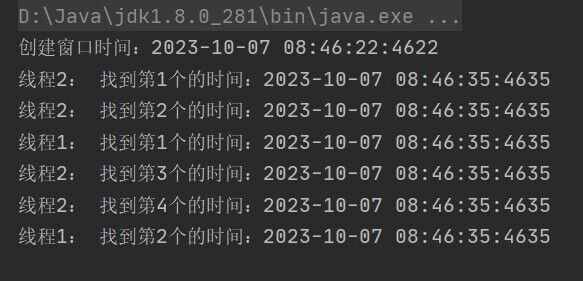 D:\Java\jdk1.8.0_281\bin\java.exe ...
创建窗口时间：2023-10-07 08:46:22:4622
线程2： 找到第1个的时间：2023-10-07 08:46:35:4635
线程2： 找到第2个的时间：2023-10-07 08:46:35:4635
线程1： 找到第1个的时间：2023-10-07 08:46:35:4635
线程2： 找到第3个的时间：2023-10-07 08:46:35:4635
线程2： 找到第4个的时间：2023-10-07 08:46:35:4635
线程1： 找到第2个的时间：2023-10-07 08:46:35:4635